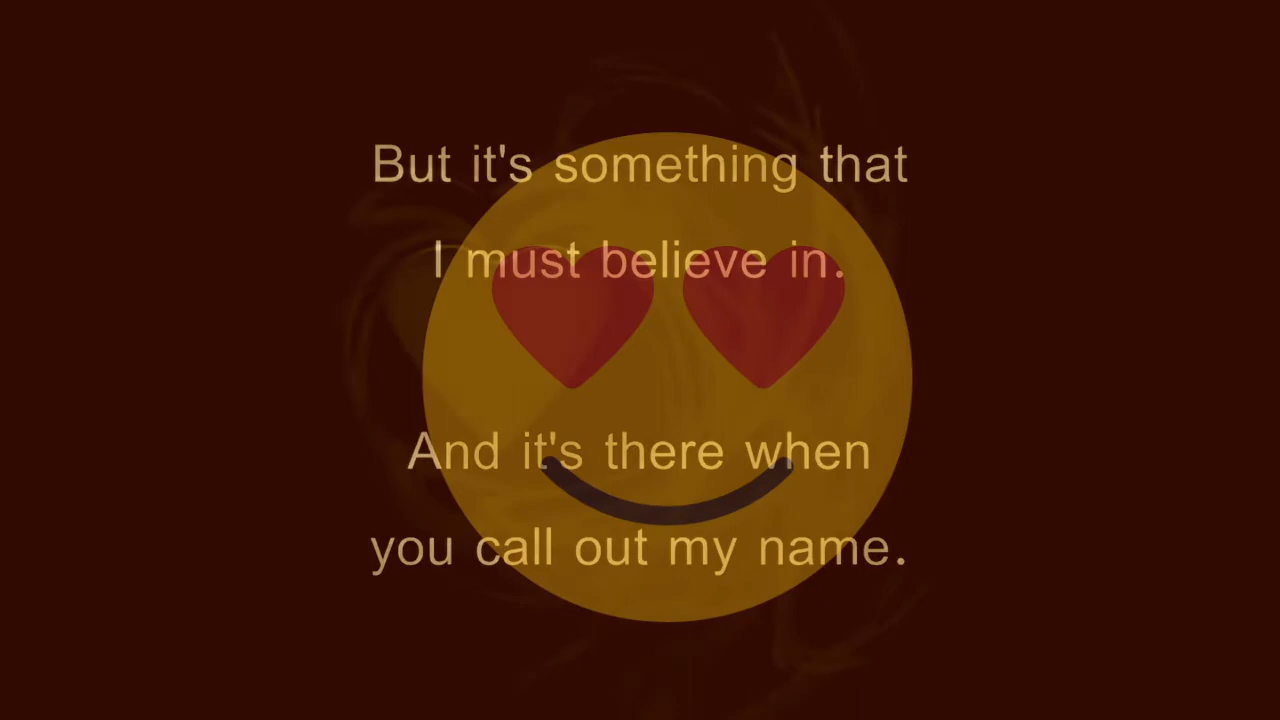 But it's something that
I must believe in.
And it's there when
you call out my name.